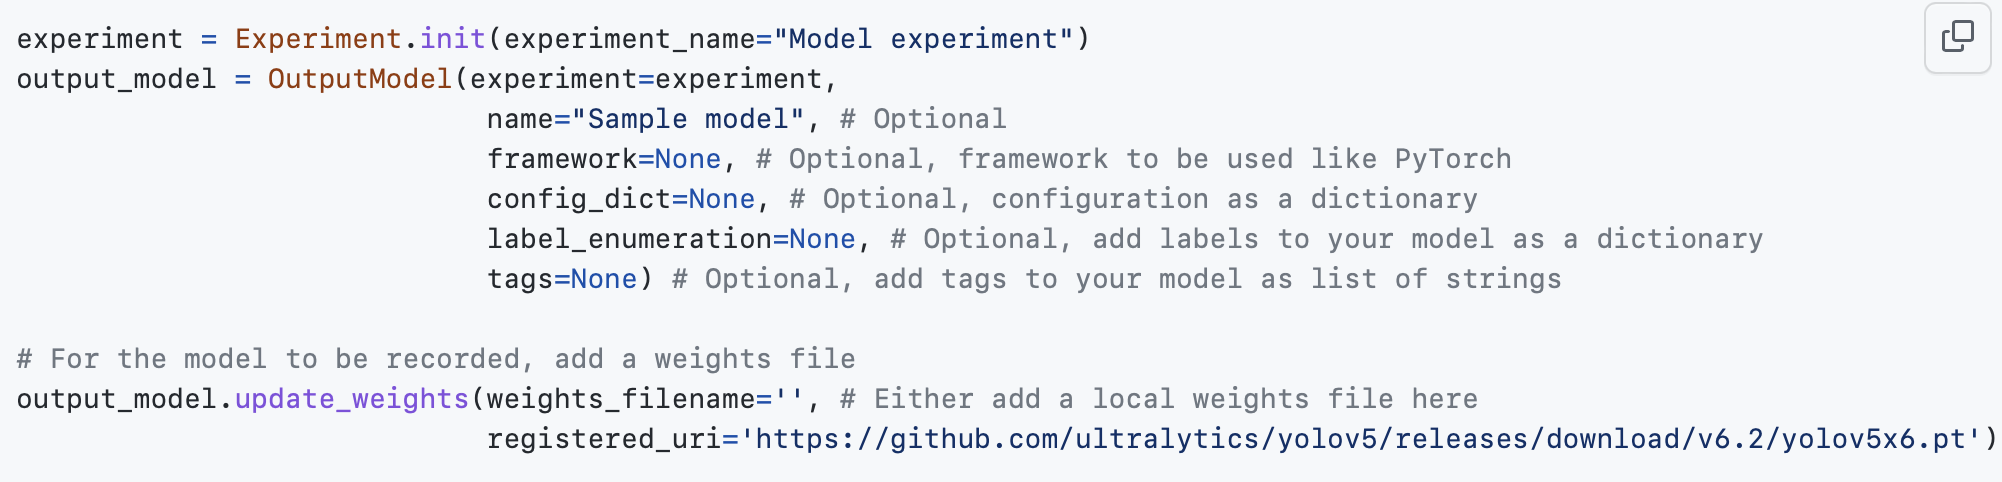 experiment = Experiment.init(experiment_name="Model experiment")
output_model = OutputModel(experiment=experiment,
                            name="Sample model", # Optional
                            framework=None, # Optional, framework to be used like PyTorch
                            config_dict=None, # Optional, configuration as a dictionary
                            label_enumeration=None, # Optional, add labels to your model as a dictionary
                            tags=None) # Optional, add tags to your model as list of strings

# For the model to be recorded, add a weights file
output_model.update_weights(weights_filename='', # Either add a local weights file here
                            registered_uri='https://github.com/ultralytics/yolov5/releases/download/v6.2/yolov5x6.pt')